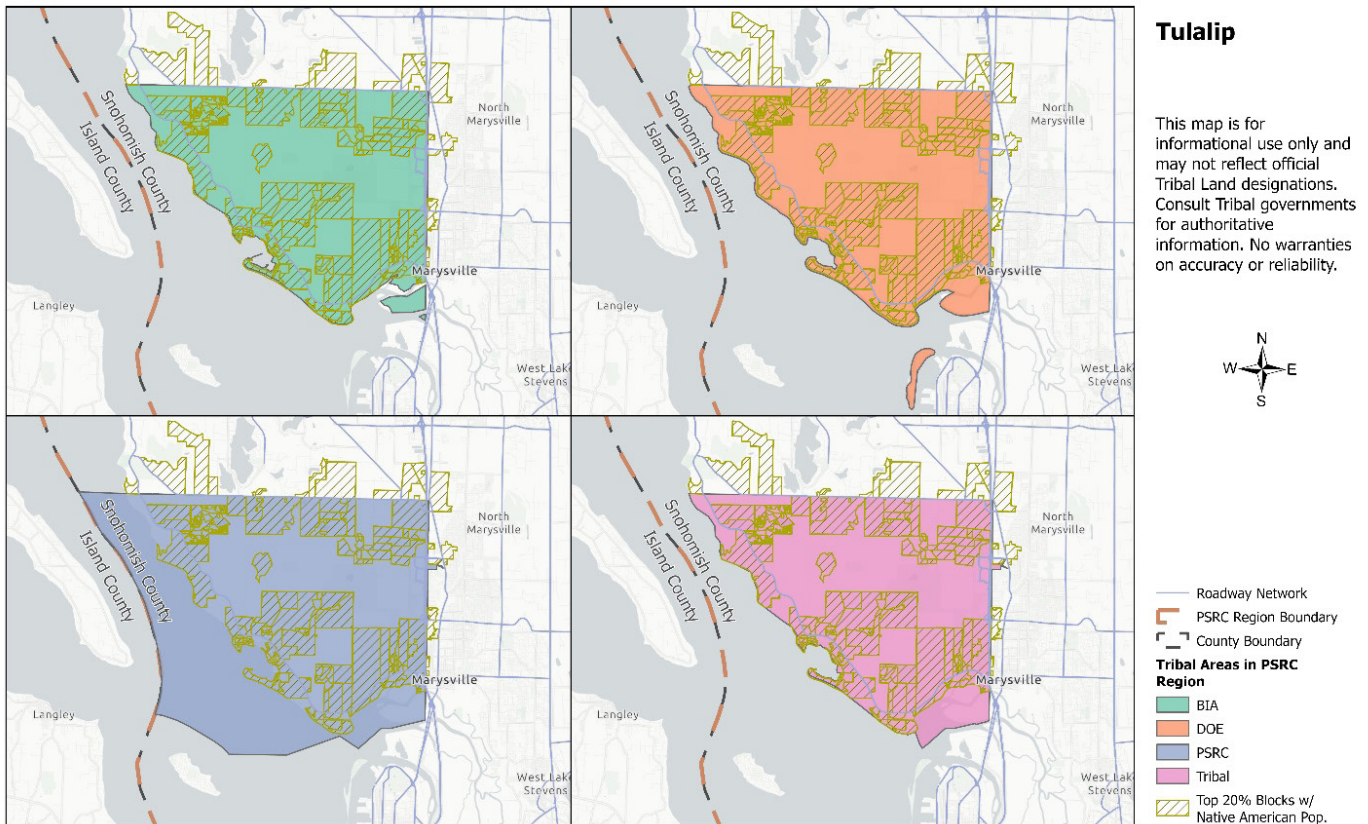 Snohomish County
Island County
North
Marysville
Marysville
Langley
West Lake
Stevens
Snohomish County
Island County
North
Marysville
Marysville
Langley
West Lake
Stevens
Snohomish County
Island County
North
Marysville
Marysville
Langley
West Lake
Stevens
Snohomish County
Island County
North
Marysville
Marysville
Langley
West Lake
Stevens
Tulalip
This map is for
informational use only and
may not reflect official
Tribal Land designations.
Consult Tribal governments
for authoritative
information. No warranties
on accuracy or reliability.
N
W E
S
Roadway Network
PSRC Region Boundary
County Boundary
Tribal Areas in PSRC
Region
BIA
DOE
PSRC
Tribal
Top 20% Blocks w/
Native American Pop.